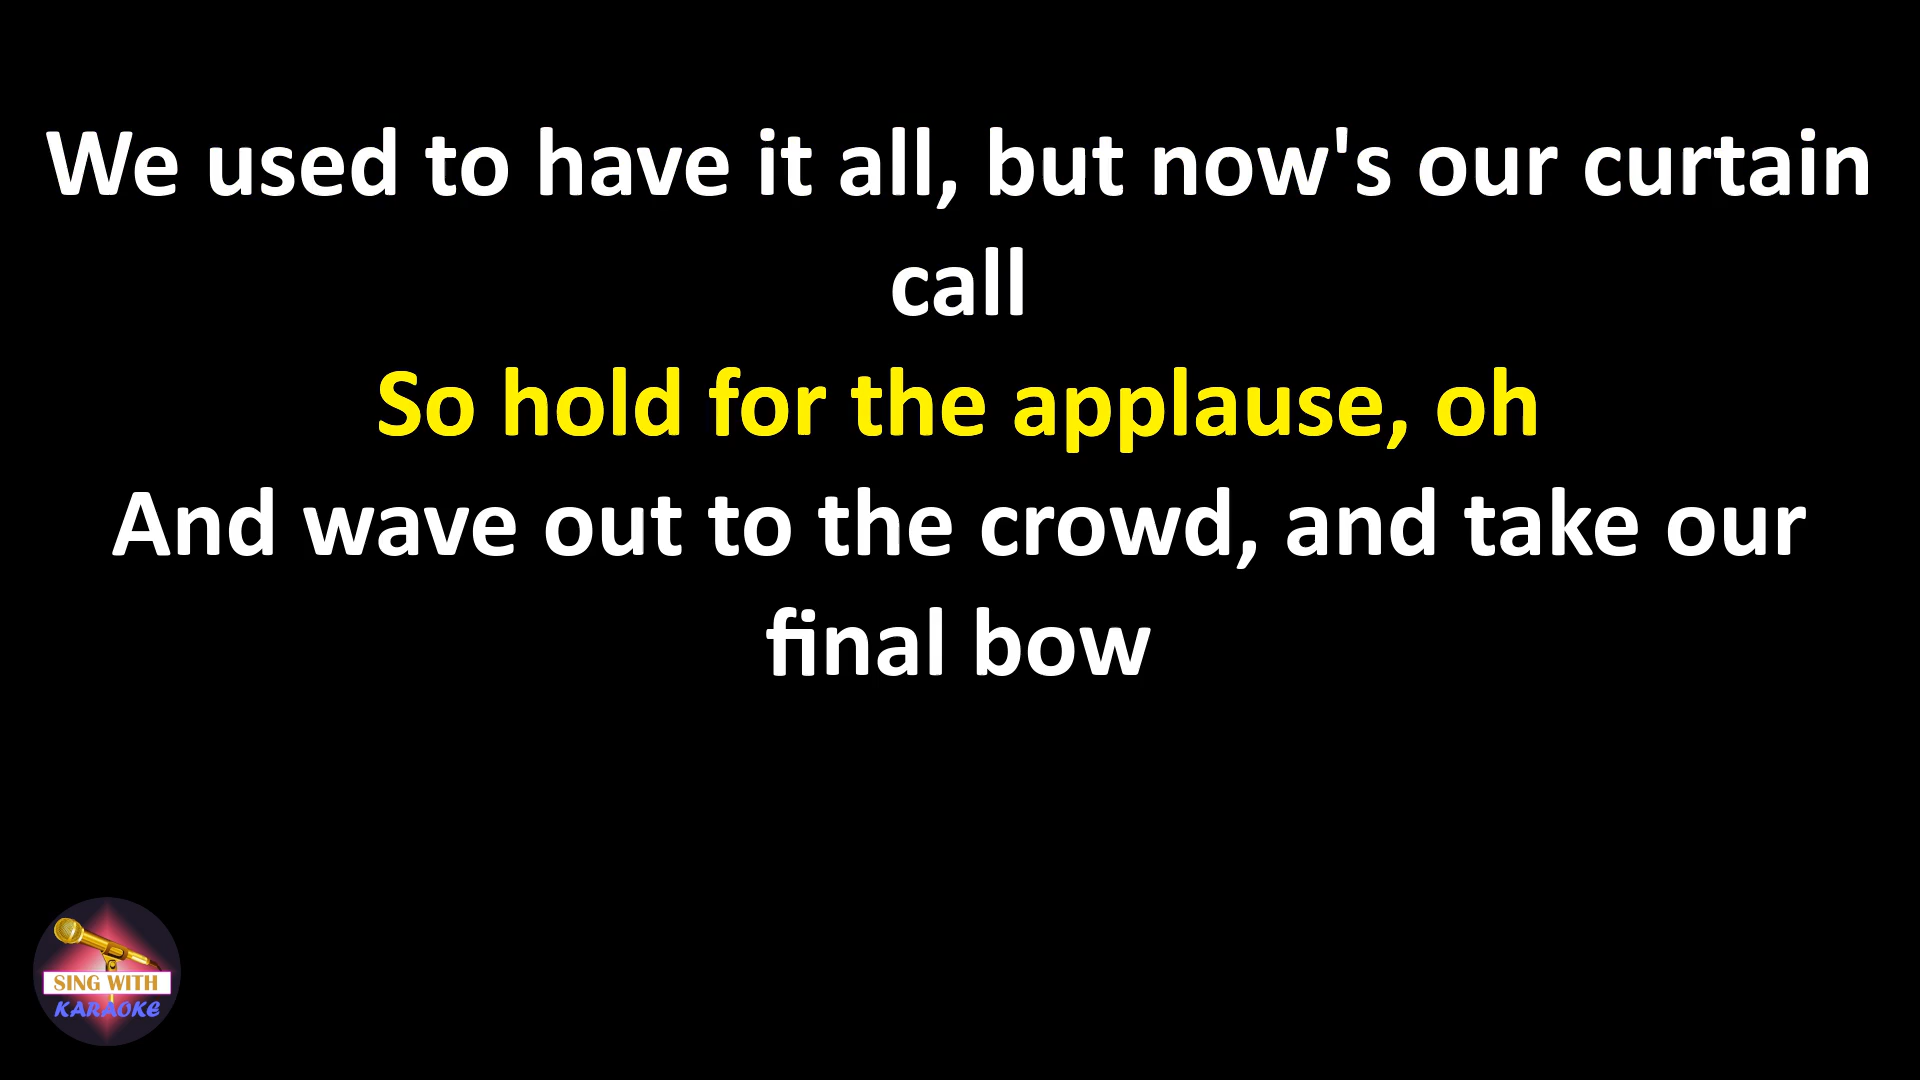 We used to have it all, but now's our curtain
call
So hold for the applause, oh
And wave out to the crowd, and take our
final bow
SING WITH
KARAOKE